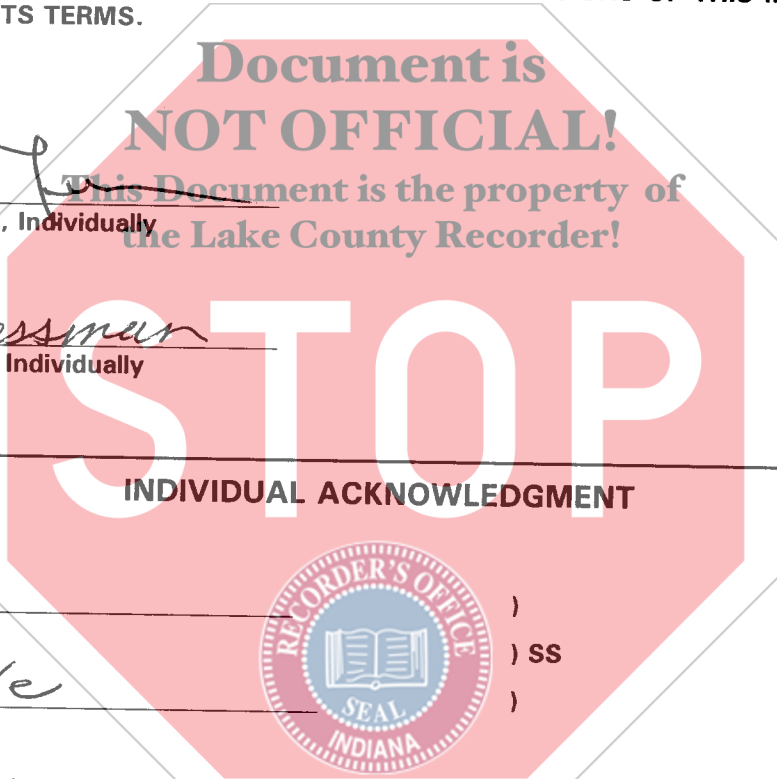 TS TERMS.
Document is
NOT OFFICIAL!
This Document is the property of
the Lake County Recorder!
, Individually
STOP
essman
Individually
INDIVIDUAL ACKNOWLEDGMENT
)
) SS
)
RECORDER'S OFFICE
SEAL
INDIANA